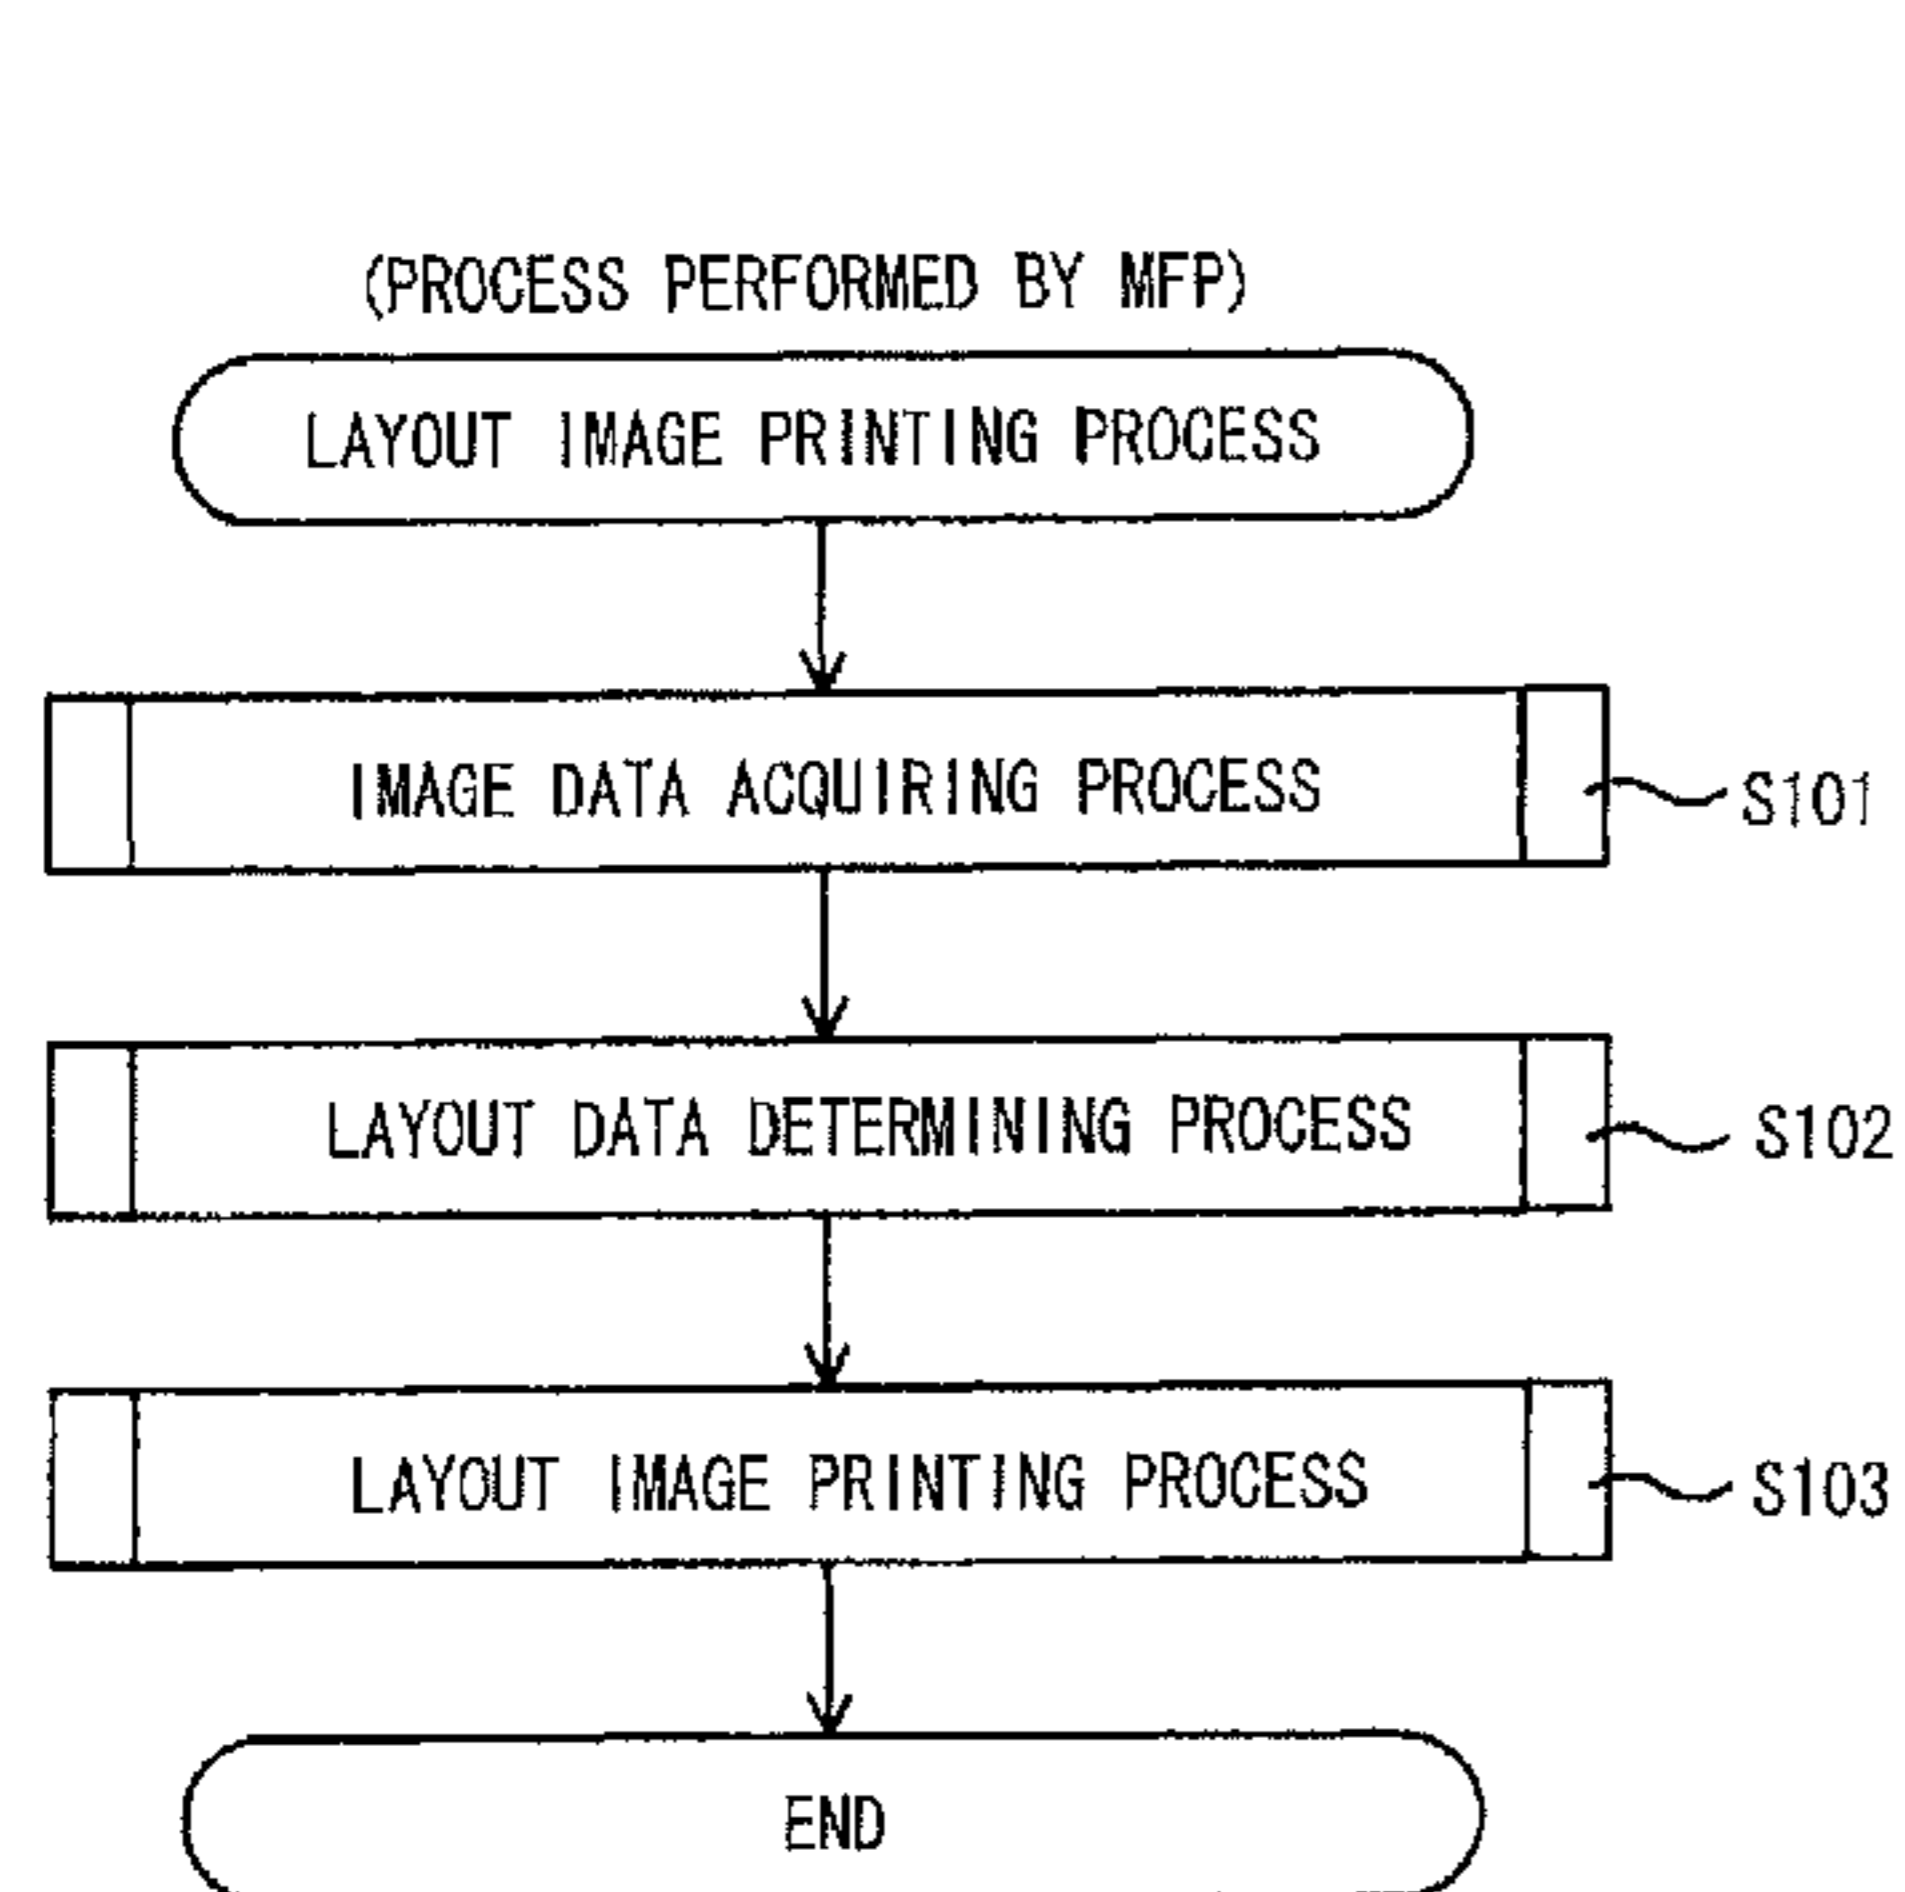 (PROCESS PERFORMED BY MFP)
LAYOUT IMAGE PRINTING PROCESS
IMAGE DATA ACQUIRING PROCESS
S101
LAYOUT DATA DETERMINING PROCESS
S102
LAYOUT IMAGE PRINTING PROCESS
S103
END